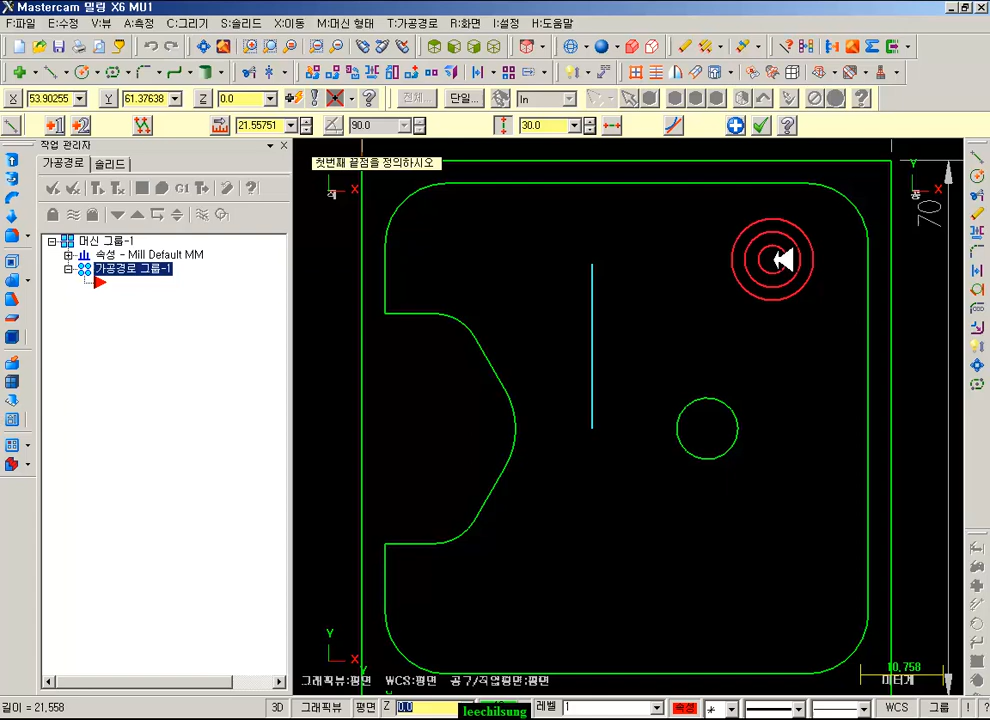 Mastercam 밀링 X6 MU1
F:파일 E:수정 V:뷰 A:측정 C:그리기 S:솔리드 X:이동 M:머신 형태 T:가공경로 R:화면 I:설정 H:도움말
X 53.90255 Y 61.37638 Z 0.0 전체... 단일... In
+1 +2 21.55751 90.0 30.0
작업 관리자
가공경로 솔리드
G1
머신 그룹-1
속성 - Mill Default MM
가공경로 그룹-1
첫번째 끝점을 정의하시오
X
Y
X
70
Y
X
Y
10,758
그래픽뷰:평면 WCS:평면 공구/작업평면:평면
미터계
길이 = 21,558 3D 그래픽뷰 평면 Z 0.0 leechilsung 레벨 1 속성 WCS 그룹 ! ?